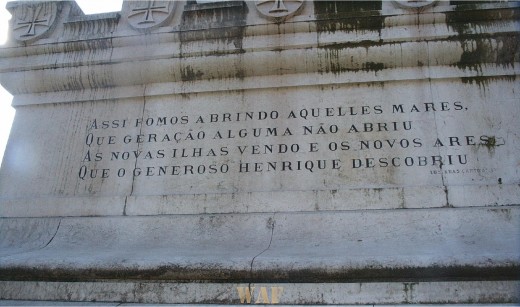 ASSI FOMOS ABRINDO AQUELLES MARES.
QUE GERAÇÃO ALGUMA NÃO ABRIU
AS NOVAS ILHAS VENDO E OS NOVOS ARES
QUE O GENEROSO HENRIQUE DESCOBRIU
WAF